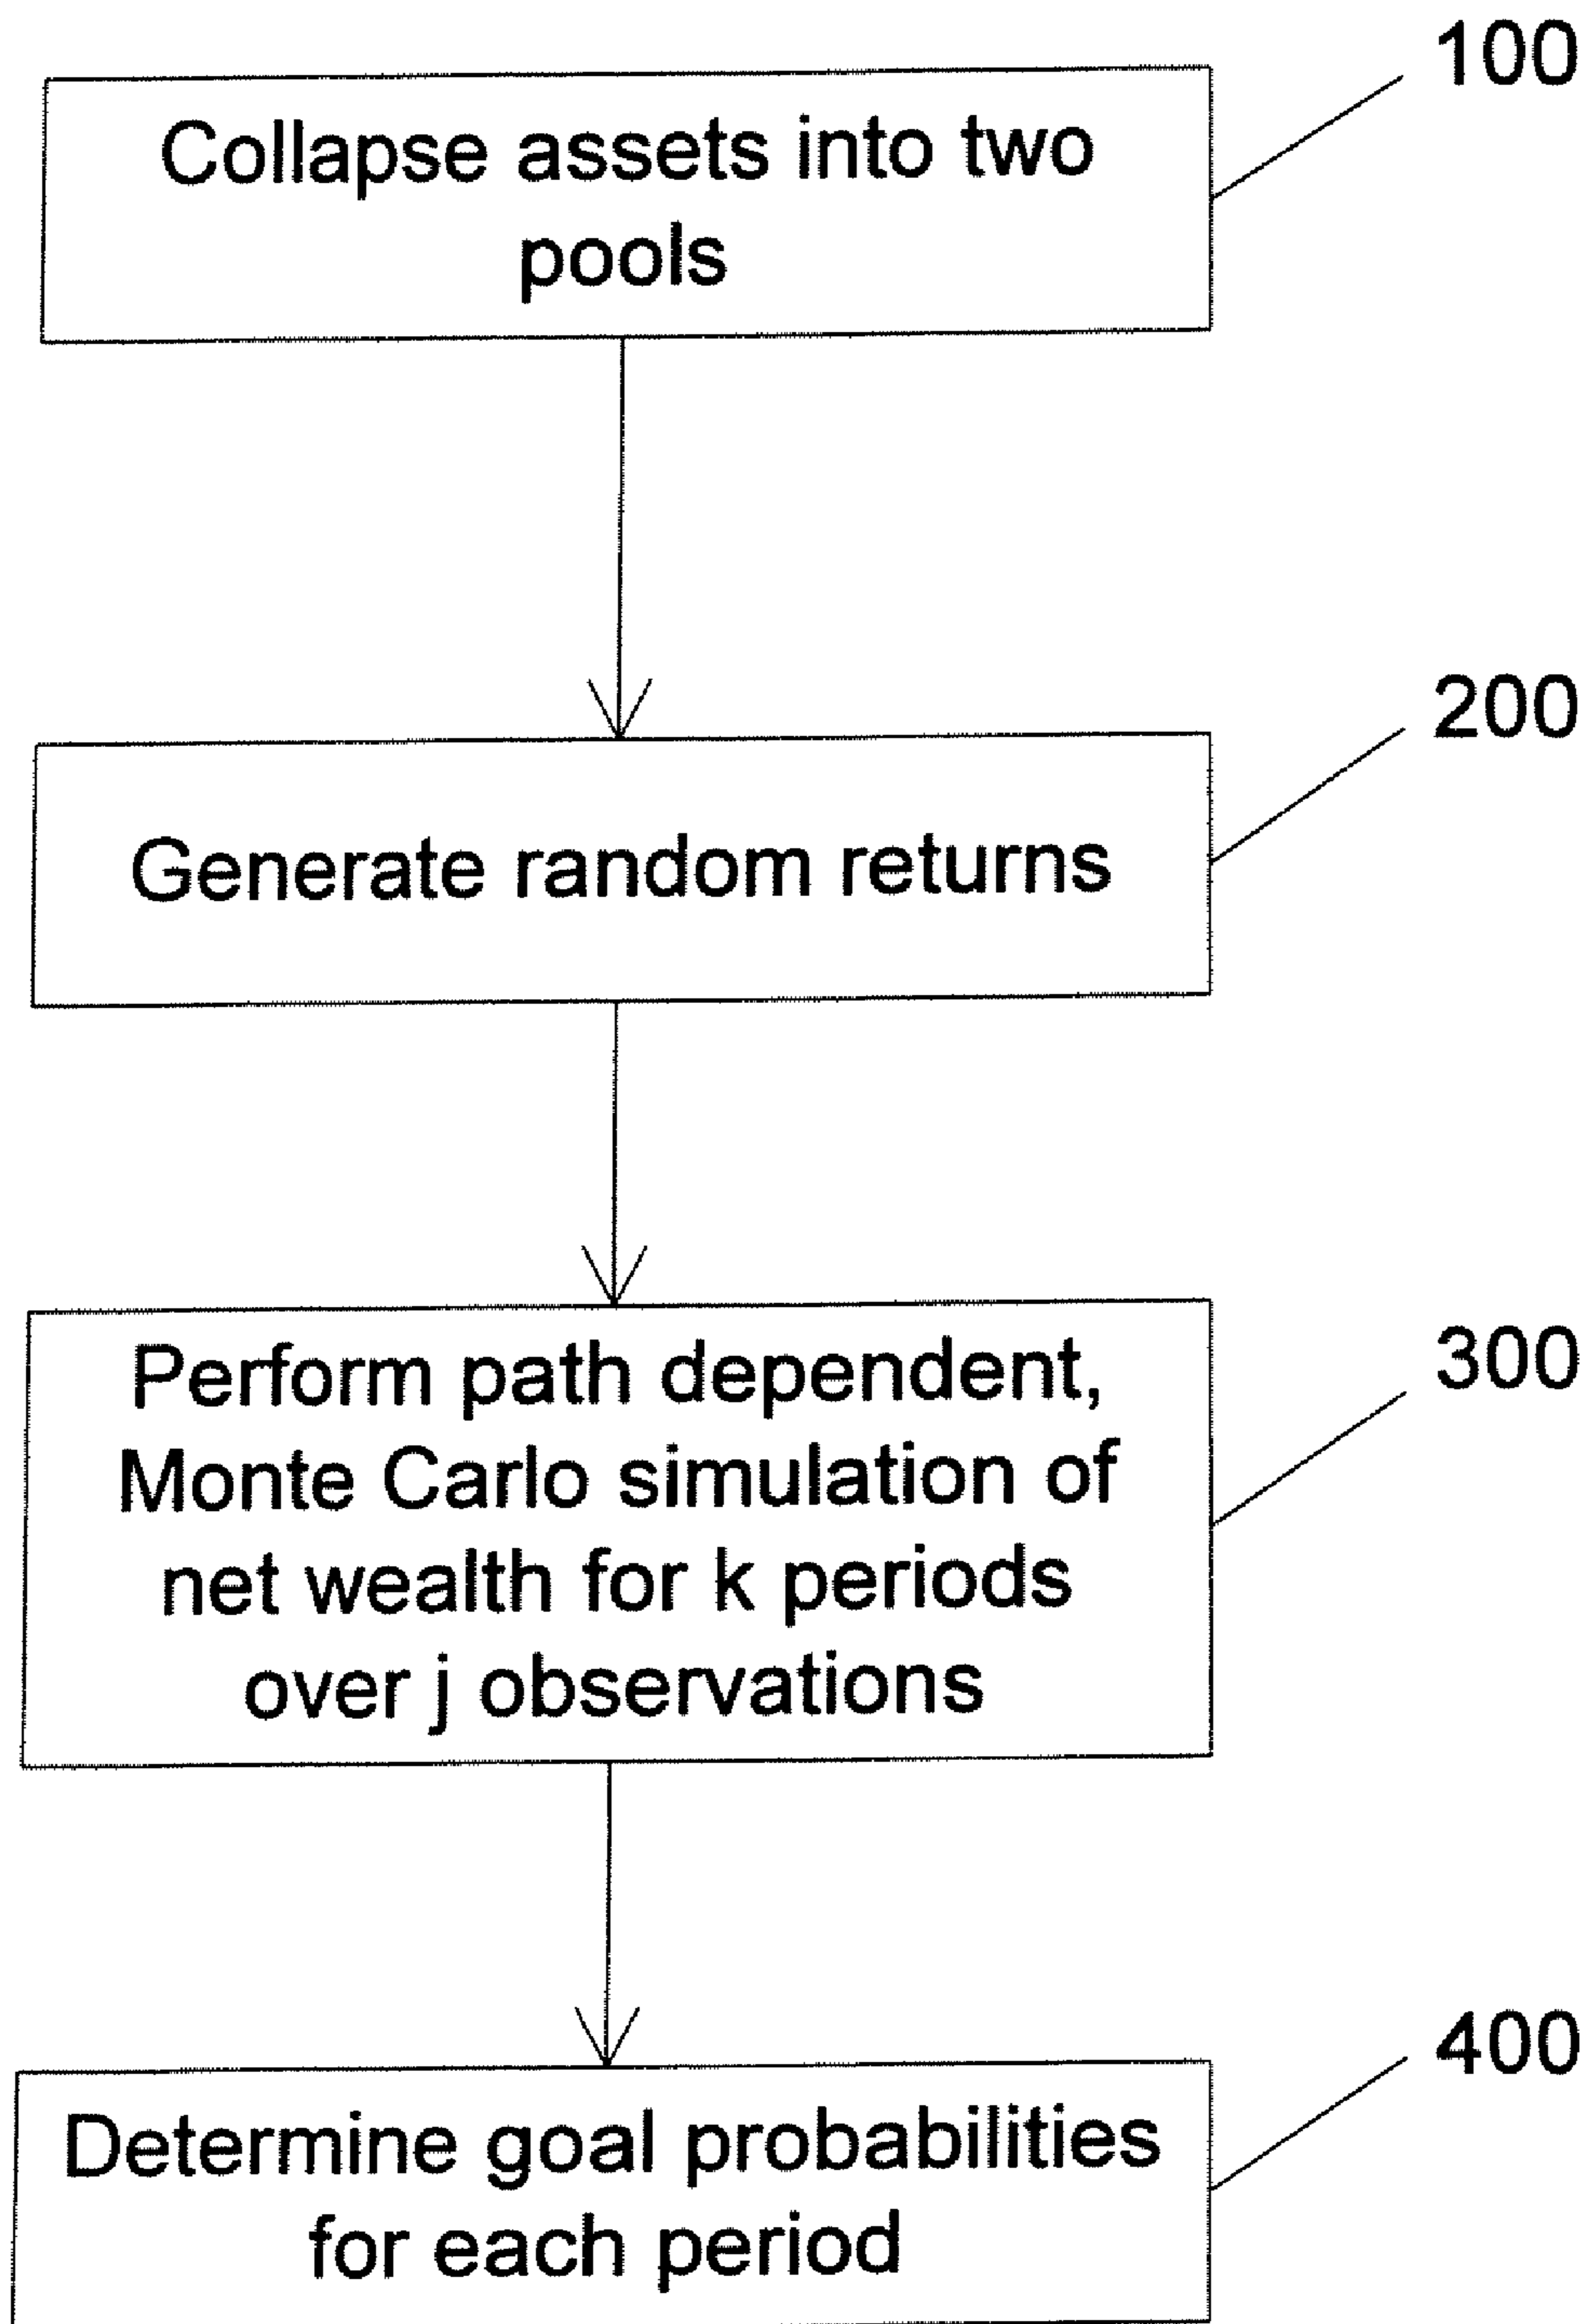 100
Collapse assets into two
pools
200
Generate random returns
300
Perform path dependent,
Monte Carlo simulation of
net wealth for k periods
over j observations
400
Determine goal probabilities
for each period